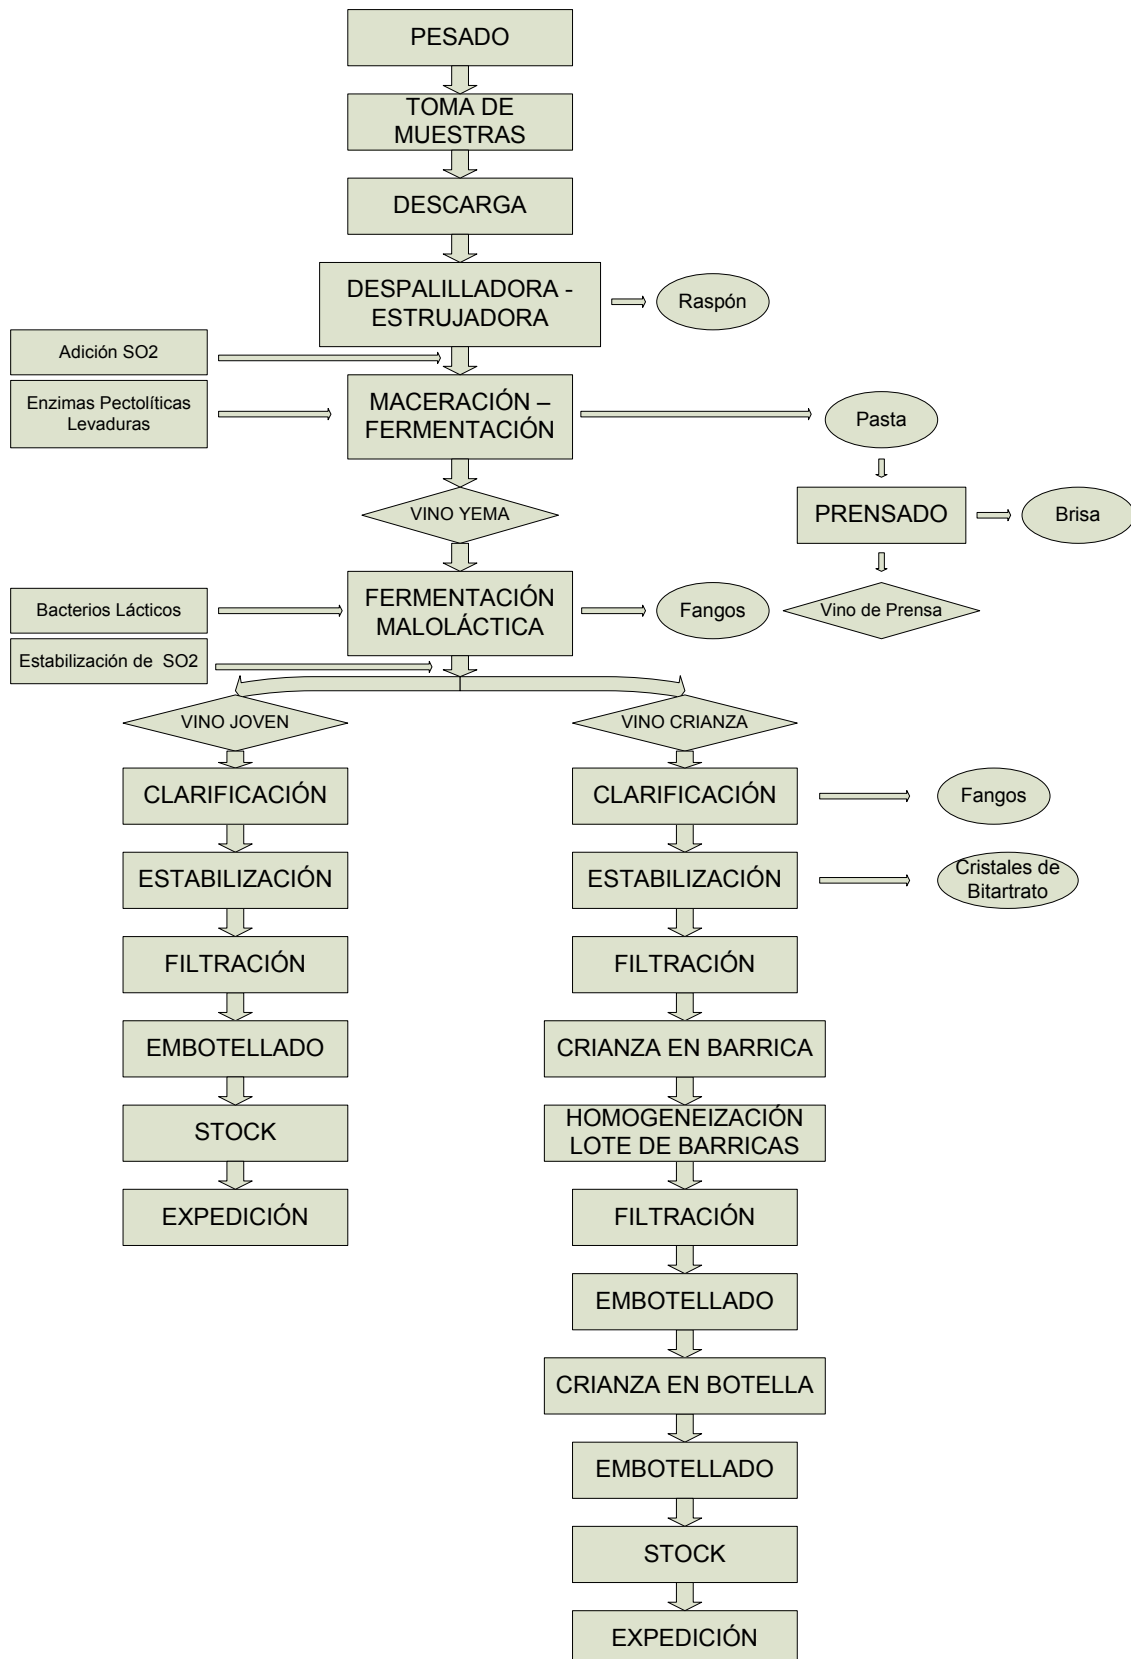 PESADO
TOMA DE
MUESTRAS
DESCARGA
DESPALILLADORA -
ESTRUJADORA
Raspón
Adición SO2
Enzimas Pectolíticas
Levaduras
MACERACIÓN –
FERMENTACIÓN
Pasta
VINO YEMA
PRENSADO
Brisa
Bacterios Lácticos
FERMENTACIÓN
MALOLÁCTICA
Fangos
Vino de Prensa
Estabilización de SO2
VINO JOVEN
VINO CRIANZA
CLARIFICACIÓN
CLARIFICACIÓN
Fangos
ESTABILIZACIÓN
ESTABILIZACIÓN
Cristales de
Bitartrato
FILTRACIÓN
FILTRACIÓN
EMBOTELLADO
CRIANZA EN BARRICA
STOCK
HOMOGENEIZACIÓN
LOTE DE BARRICAS
EXPEDICIÓN
FILTRACIÓN
EMBOTELLADO
CRIANZA EN BOTELLA
EMBOTELLADO
STOCK
EXPEDICIÓN